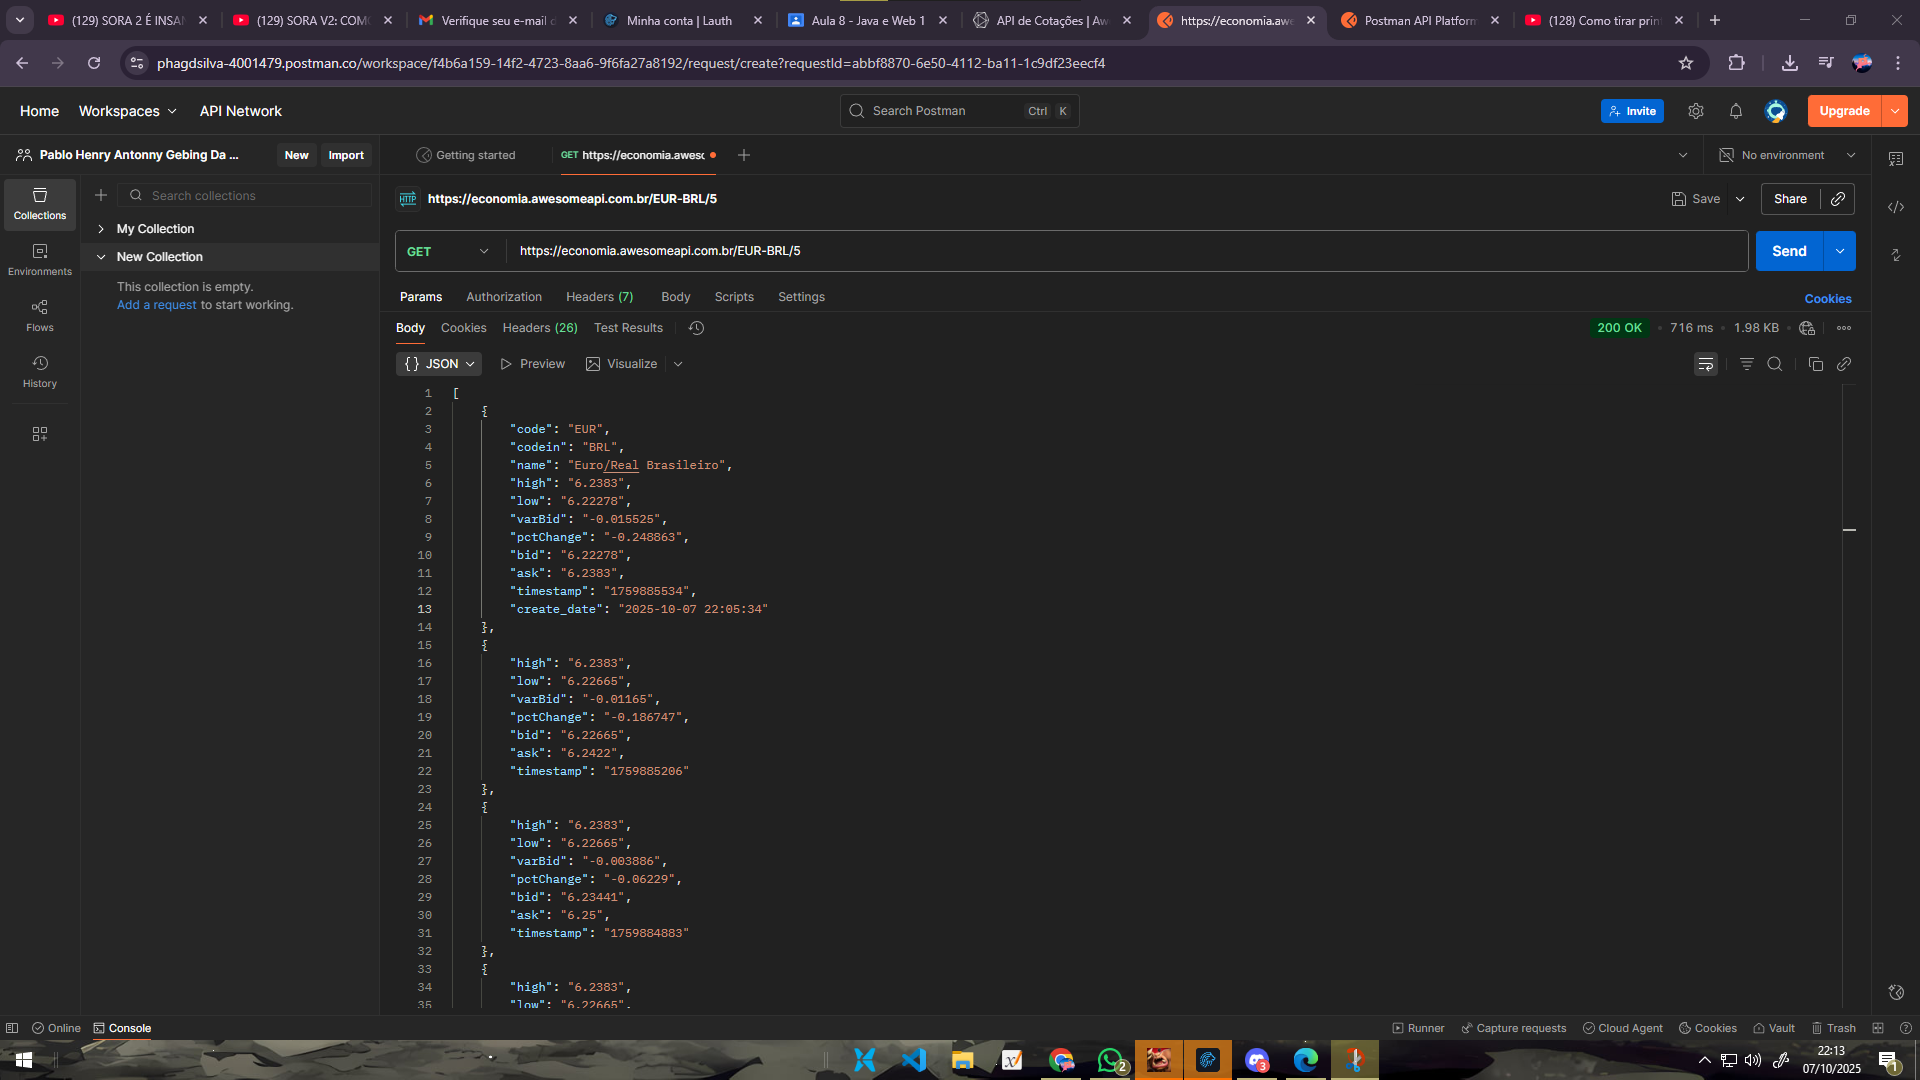 (129) SORA 2 É INSAN
(129) SORA V2: COMO
Verifique seu e-mail d
Minha conta | Lauth
Aula 8 - Java e Web 1
API de Cotações | Aw
https://economia.awe
Postman API Platform
(128) Como tirar prin
phagdsilva-4001479.postman.co/workspace/f4b6a159-14f2-4723-8aa6-9f6fa27a8192/request/create?requestId=abbf8870-6e50-4112-ba11-1c9df23eecf4
Home Workspaces API Network
Search Postman Ctrl K
Invite
Upgrade
Pablo Henry Antonny Gebing Da ... New Import
Getting started
GET https://economia.awesc
No environment
Collections
Environments
Flows
History
Search collections
My Collection
New Collection
This collection is empty.
Add a request to start working.
HTTP https://economia.awesomeapi.com.br/EUR-BRL/5
Save Share
GET https://economia.awesomeapi.com.br/EUR-BRL/5 Send
Params Authorization Headers (7) Body Scripts Settings Cookies
Body Cookies Headers (26) Test Results 200 OK • 716 ms • 1.98 KB •
{} JSON Preview Visualize
1 [
2 {
3 "code": "EUR",
4 "codein": "BRL",
5 "name": "Euro/Real Brasileiro",
6 "high": "6.2383",
7 "low": "6.22278",
8 "varBid": "-0.015525",
9 "pctChange": "-0.248863",
10 "bid": "6.22278",
11 "ask": "6.2383",
12 "timestamp": "1759885534",
13 "create_date": "2025-10-07 22:05:34"
14 },
15 {
16 "high": "6.2383",
17 "low": "6.22665",
18 "varBid": "-0.01165",
19 "pctChange": "-0.186747",
20 "bid": "6.22665",
21 "ask": "6.2422",
22 "timestamp": "1759885206"
23 },
24 {
25 "high": "6.2383",
26 "low": "6.22665",
27 "varBid": "-0.003886",
28 "pctChange": "-0.06229",
29 "bid": "6.23441",
30 "ask": "6.25",
31 "timestamp": "1759884883"
32 },
33 {
34 "high": "6.2383",
35 "low": "6.22665",
Online Console
Runner Capture requests Cloud Agent Cookies Vault Trash
2
3
22:13
07/10/2025
1